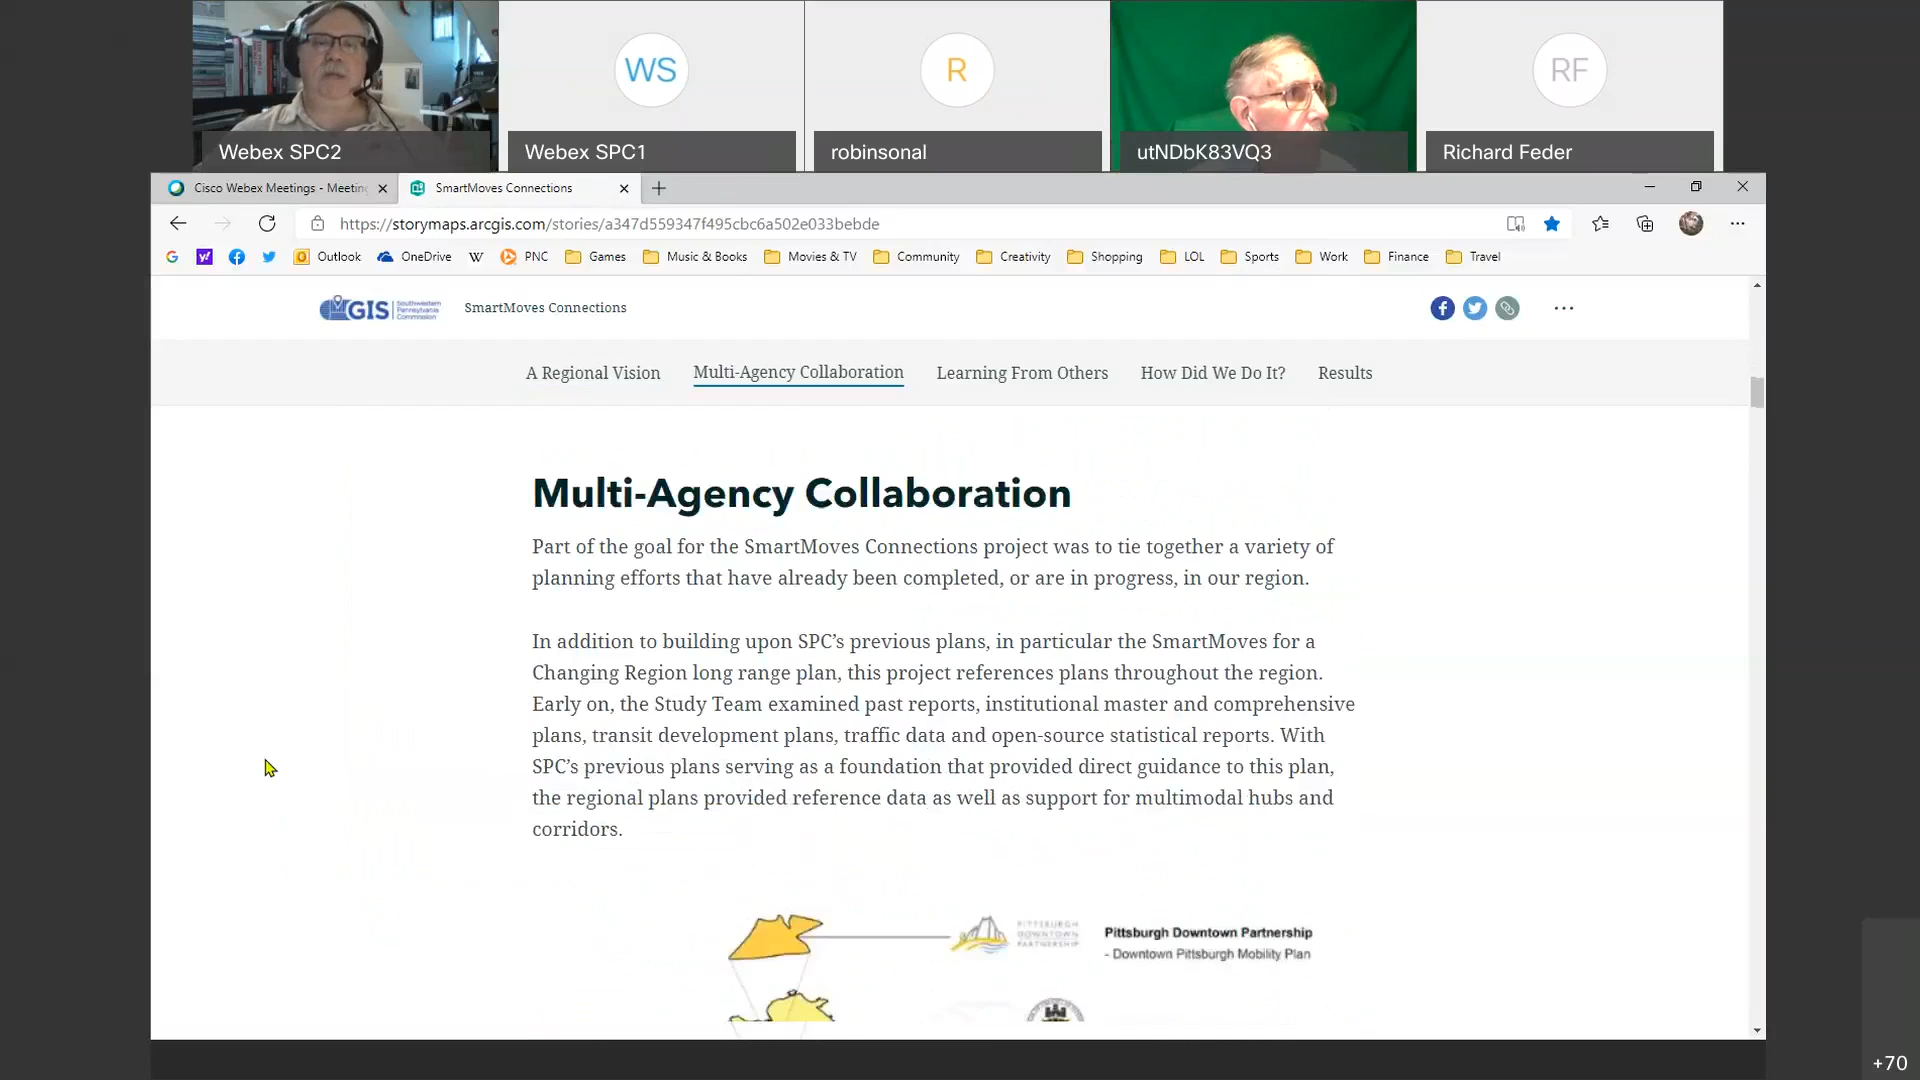 WS
R
RF
Webex SPC2
Webex SPC1
robinsonal
utNDbK83VQ3
Richard Feder
Cisco Webex Meetings - Meetin
SmartMoves Connections
https://storymaps.arcgis.com/stories/a347d559347f495cbc6a502e033bebde
Outlook
OneDrive
PNC
Games
Music & Books
Movies & TV
Community
Creativity
Shopping
LOL
Sports
Work
Finance
Travel
GIS
Southwestern
Pennsylvania
Commission
SmartMoves Connections
A Regional Vision
Multi-Agency Collaboration
Learning From Others
How Did We Do It?
Results
Multi-Agency Collaboration
Part of the goal for the SmartMoves Connections project was to tie together a variety of
planning efforts that have already been completed, or are in progress, in our region.
In addition to building upon SPC’s previous plans, in particular the SmartMoves for a
Changing Region long range plan, this project references plans throughout the region.
Early on, the Study Team examined past reports, institutional master and comprehensive
plans, transit development plans, traffic data and open-source statistical reports. With
SPC’s previous plans serving as a foundation that provided direct guidance to this plan,
the regional plans provided reference data as well as support for multimodal hubs and
corridors.
PITTSBURGH
DOWNTOWN
PARTNERSHIP
Pittsburgh Downtown Partnership
- Downtown Pittsburgh Mobility Plan
+70